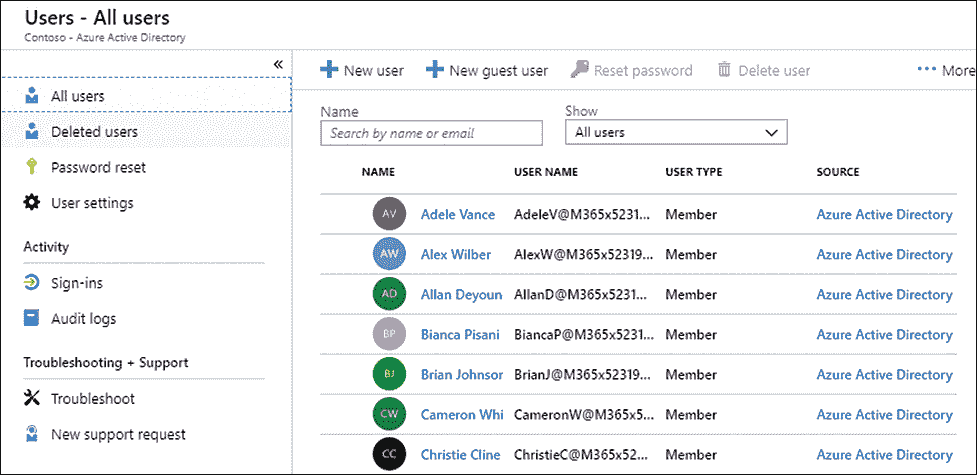 Users - All users
Contoso - Azure Active Directory
«
All users
Deleted users
Password reset
User settings
Activity
Sign-ins
Audit logs
Troubleshooting + Support
Troubleshoot
New support request
New user New guest user Reset password Delete user ••• More
Name Show
Search by name or email All users
NAME USER NAME USER TYPE SOURCE
AV Adele Vance AdeleV@M365x5231... Member Azure Active Directory
AW Alex Wilber AlexW@M365x52319... Member Azure Active Directory
AD Allan Deyoun AllanD@M365x5231... Member Azure Active Directory
BP Bianca Pisani BiancaP@M365x5231... Member Azure Active Directory
BJ Brian Johnsor BrianJ@M365x52319... Member Azure Active Directory
CW Cameron Whi CameronW@M365x5... Member Azure Active Directory
CC Christie Cline ChristieC@M365x52... Member Azure Active Directory